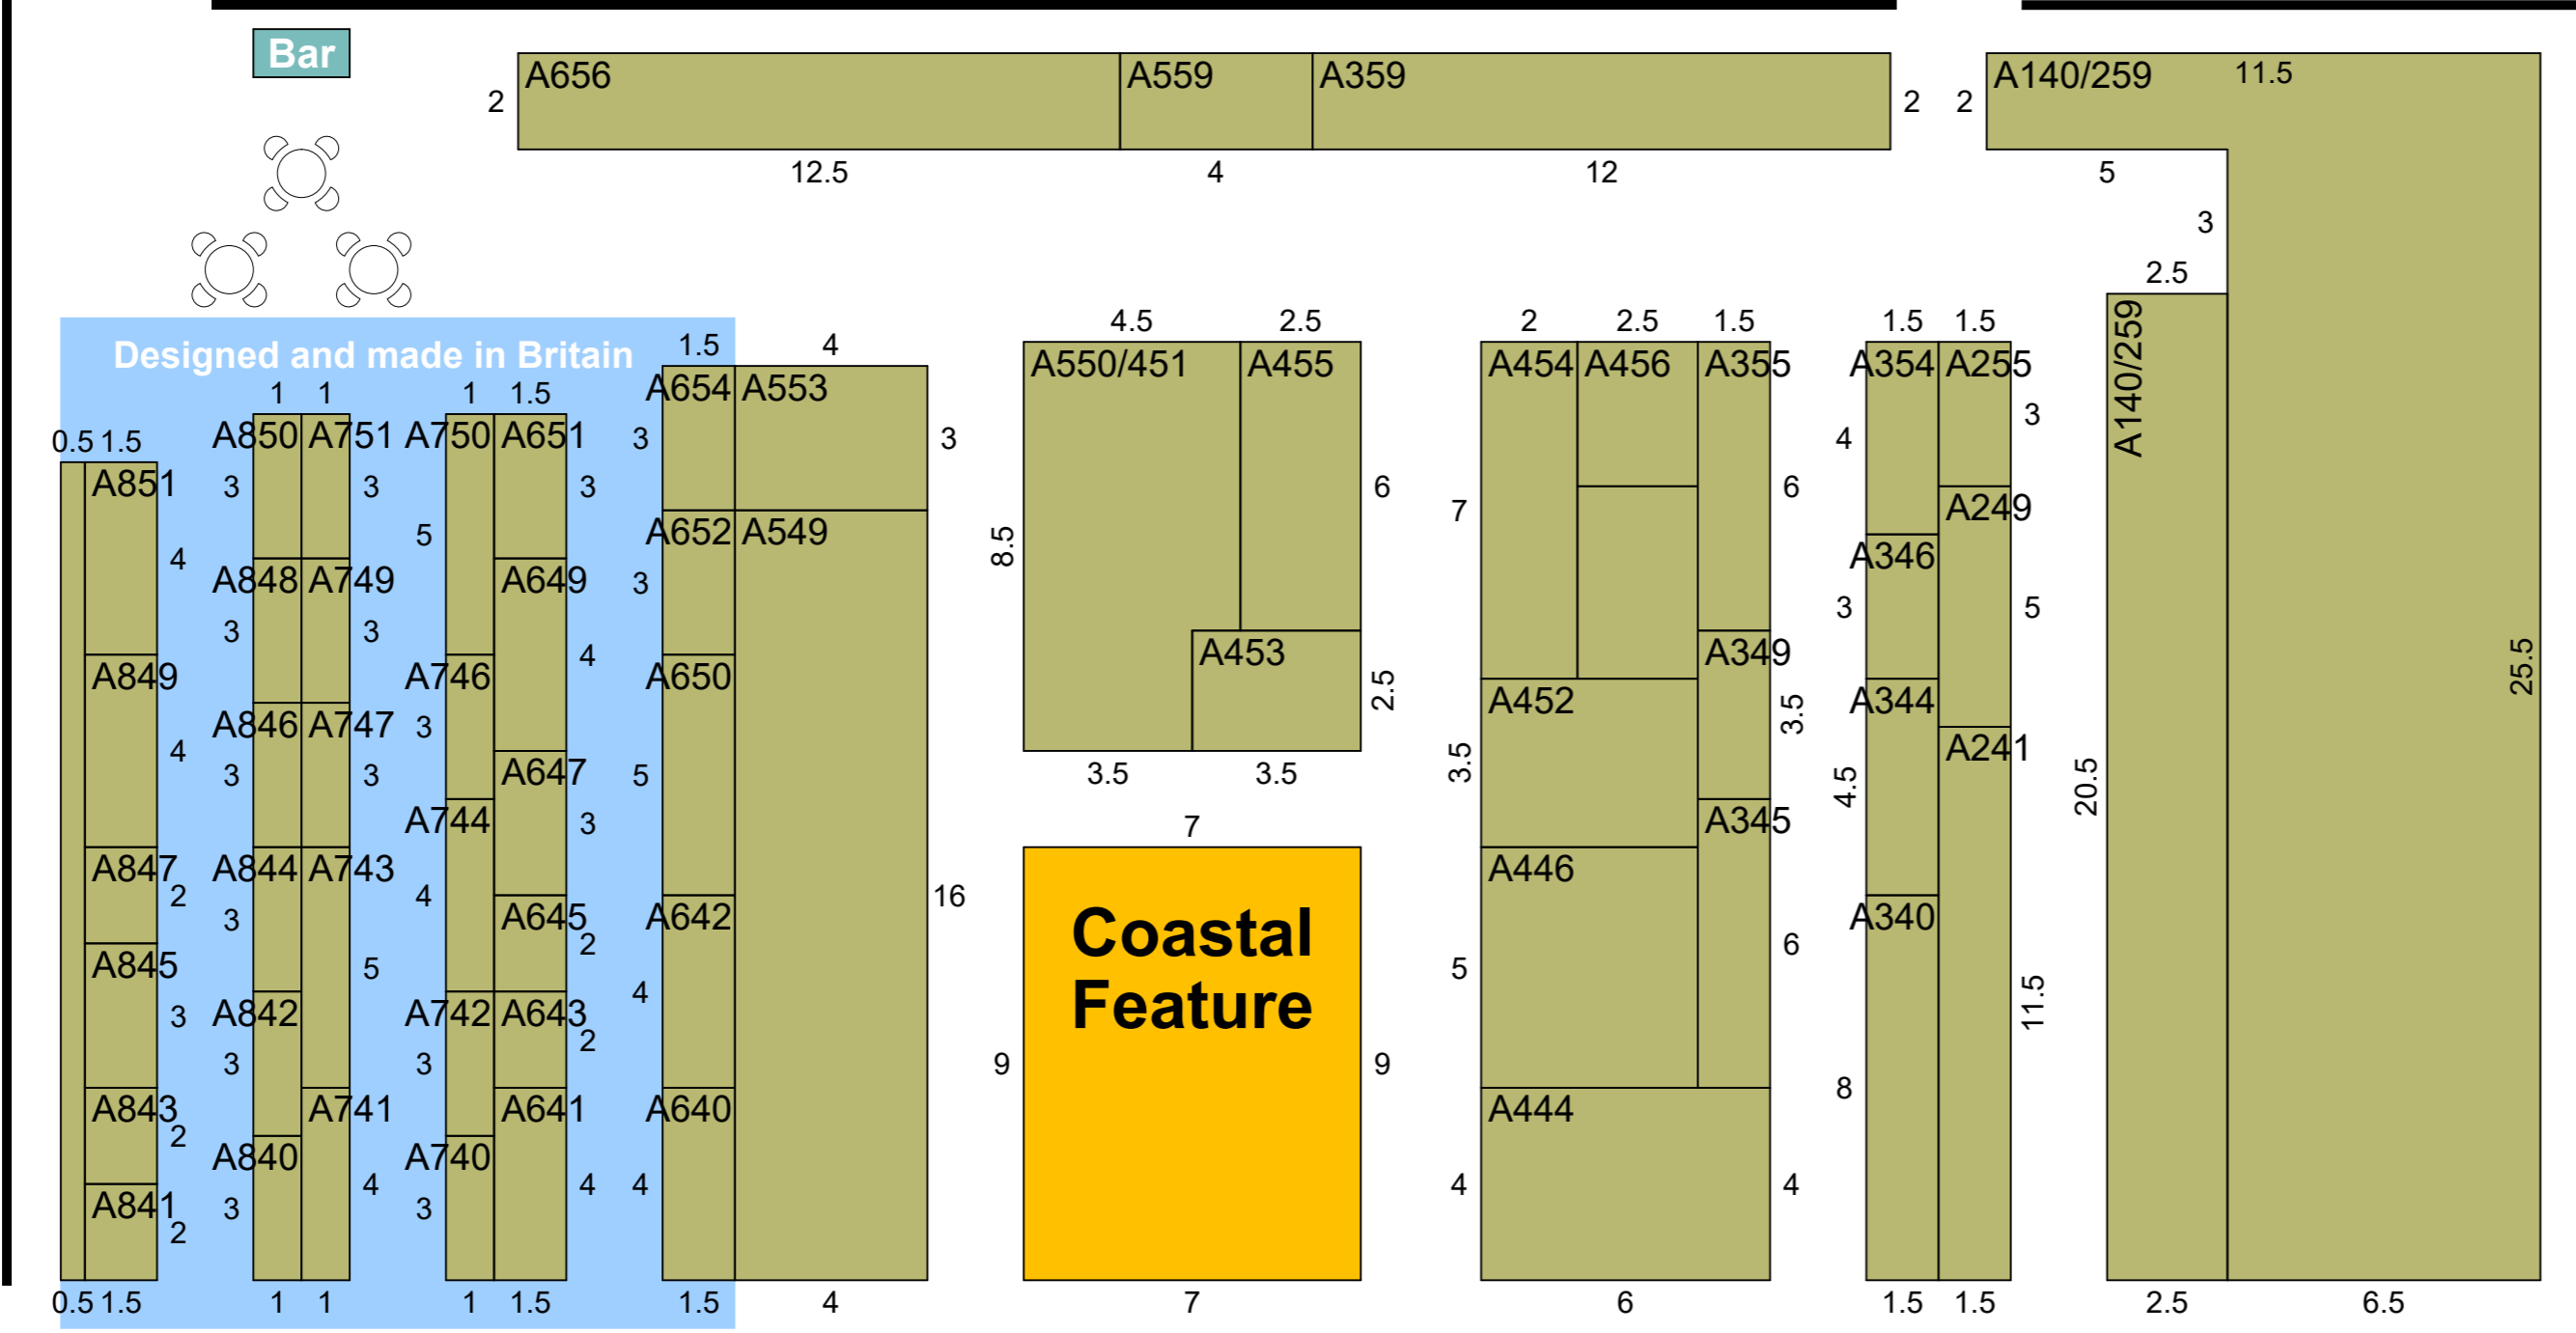 Bar
A656
A559
A359
A140/259
11.5
2
2
2
12.5
4
12
5
3
2.5
Designed and made in Britain
1.5
4
4.5
2.5
2
2.5
1.5
1.5
1.5
A654
A553
A550/451
A455
A454
A456
A355
A354
A255
A140/259
1
1
1
1.5
0.5
1.5
A850
A751
A750
A651
3
3
4
3
A851
3
3
5
3
6
7
6
A652
A549
8.5
A249
4
A848
A749
A649
3
A346
3
3
4
3
5
A849
A746
A650
A453
A349
25.5
4
A846
A747
3
2.5
A452
3.5
A344
3
3
A647
5
3.5
3.5
3.5
A241
4.5
20.5
A744
3
7
A345
A847
2
A844
A743
4
16
A446
3
A645
2
A642
Coastal
Feature
6
A340
A845
3
5
4
5
11.5
A842
A742
A643
2
3
3
9
9
8
A843
2
A741
A641
A640
A444
A840
A740
A841
2
3
4
3
4
4
4
4
0.5
1.5
1
1
1
1.5
1.5
4
7
6
1.5
1.5
2.5
6.5